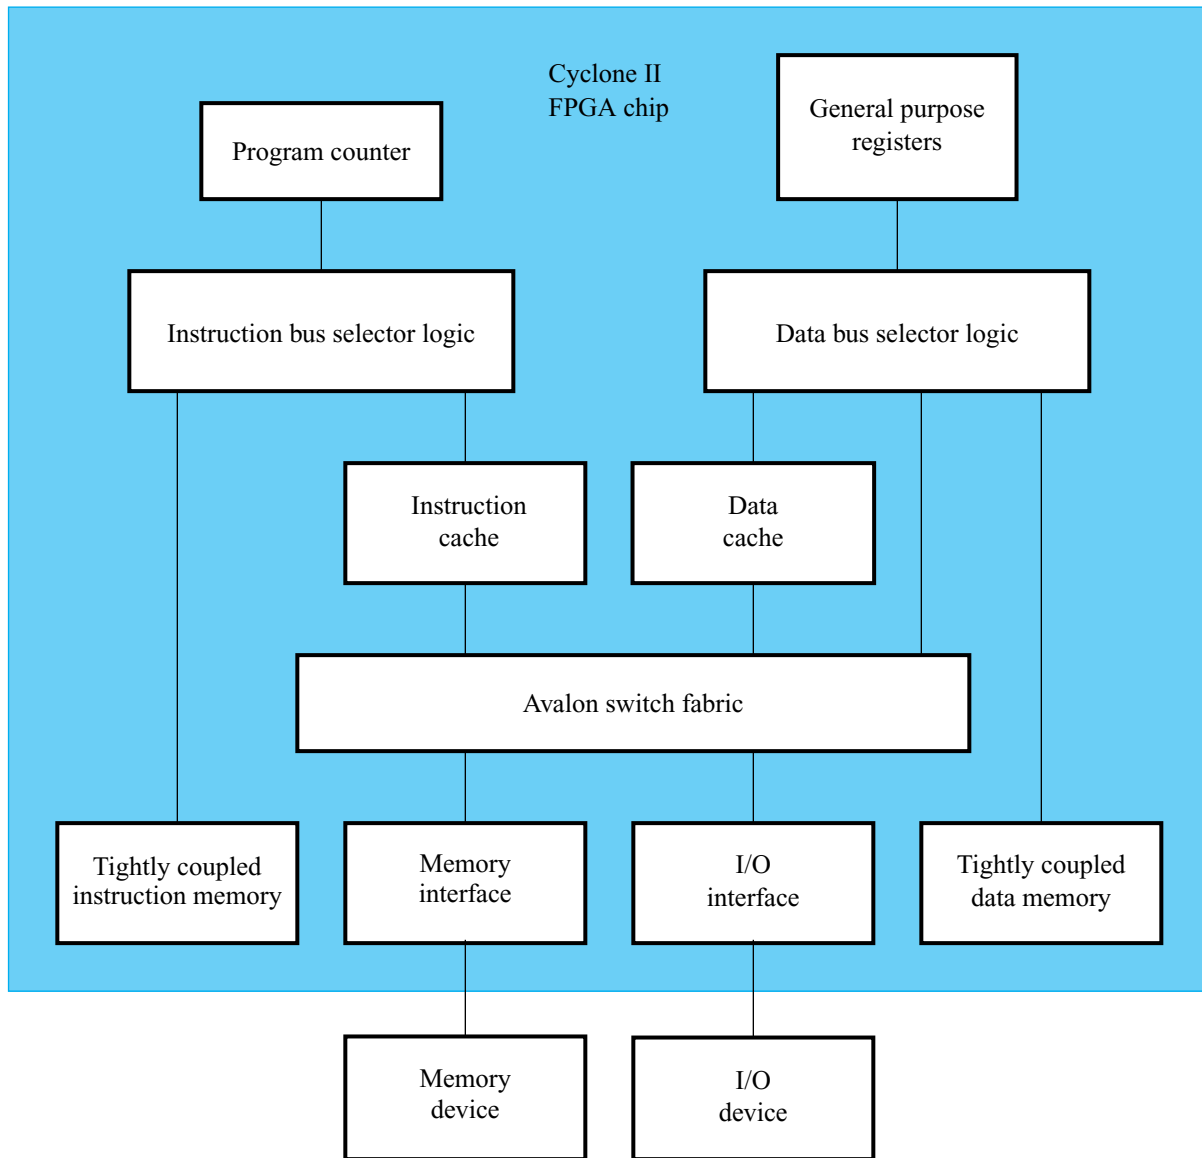 Cyclone II
FPGA chip
Program counter
General purpose
registers
Instruction bus selector logic
Data bus selector logic
Instruction
cache
Data
cache
Avalon switch fabric
Tightly coupled
instruction memory
Memory
interface
I/O
interface
Tightly coupled
data memory
Memory
device
I/O
device